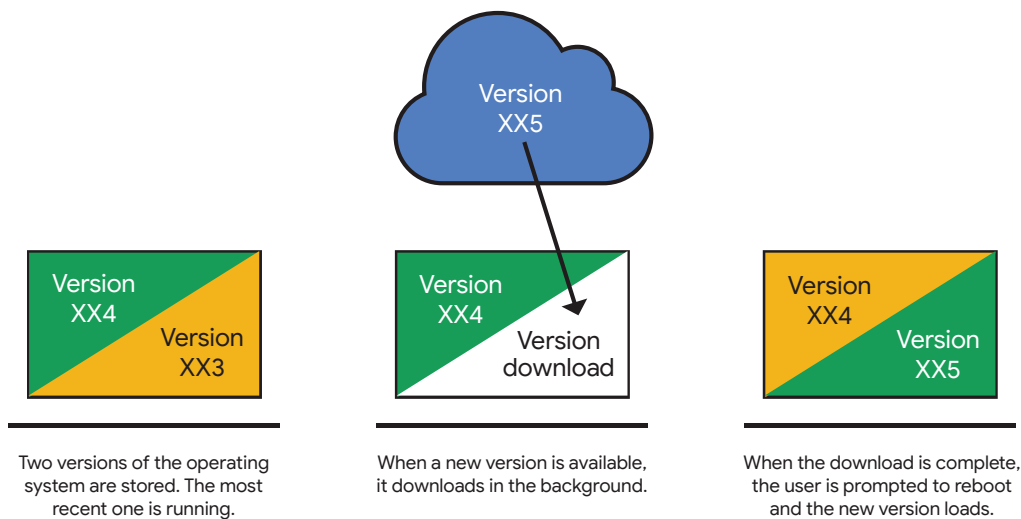 Version
XX5
Version
XX4
Version
XX3
Version
XX4
Version
download
Version
XX4
Version
XX5
Two versions of the operating
system are stored. The most
recent one is running.
When a new version is available,
it downloads in the background.
When the download is complete,
the user is prompted to reboot
and the new version loads.